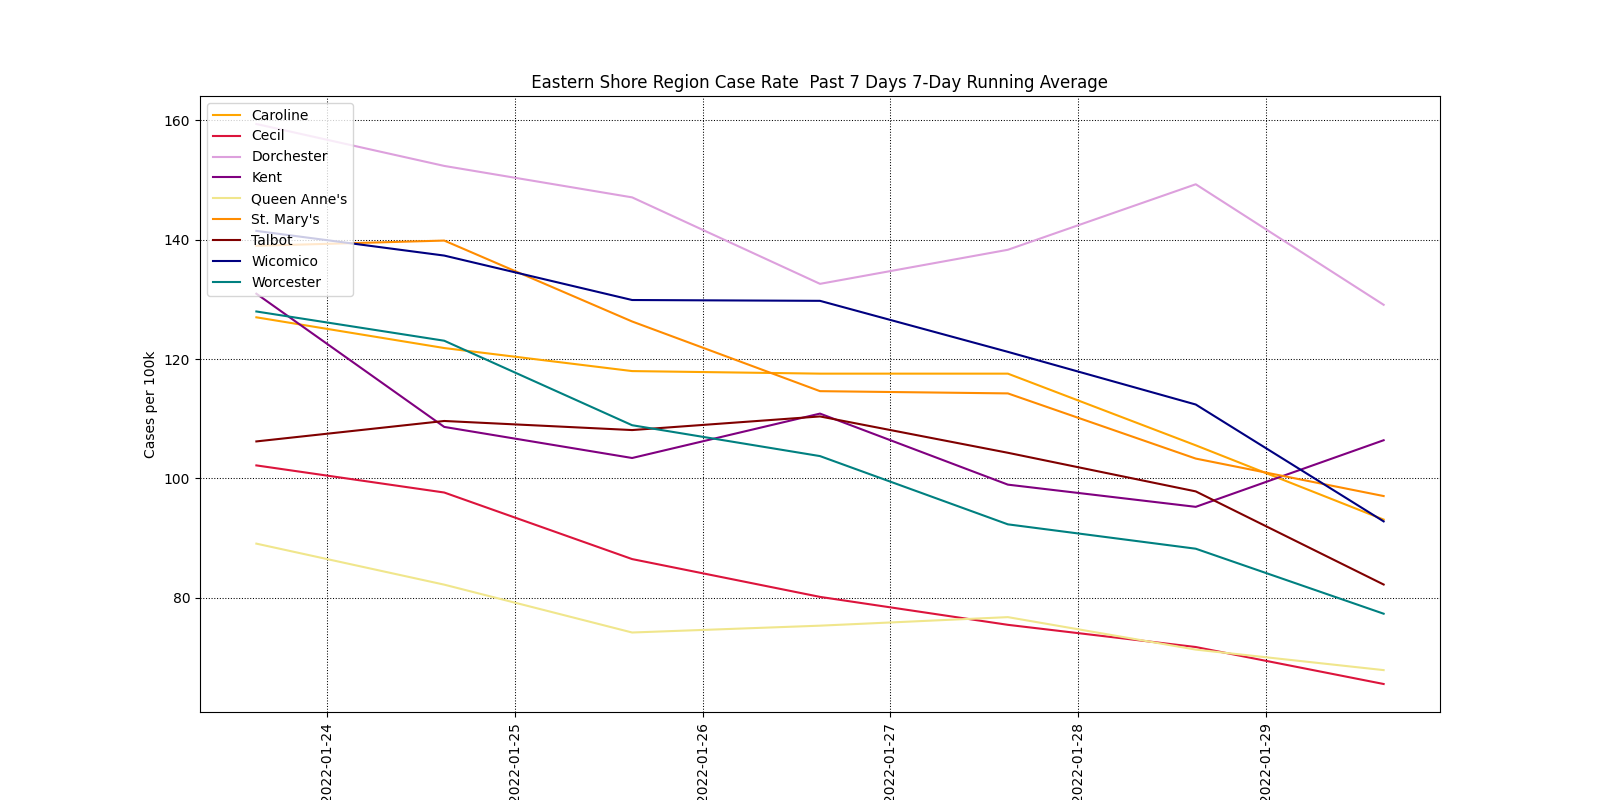 Eastern Shore Region Case Rate  Past 7 Days 7-Day Running Average
Caroline
Cecil
Dorchester
Kent
Queen Anne's
St. Mary's
Talbot
Wicomico
Worcester
160
140
120
100
80
Cases per 100k
2022-01-24
2022-01-25
2022-01-26
2022-01-27
2022-01-28
2022-01-29